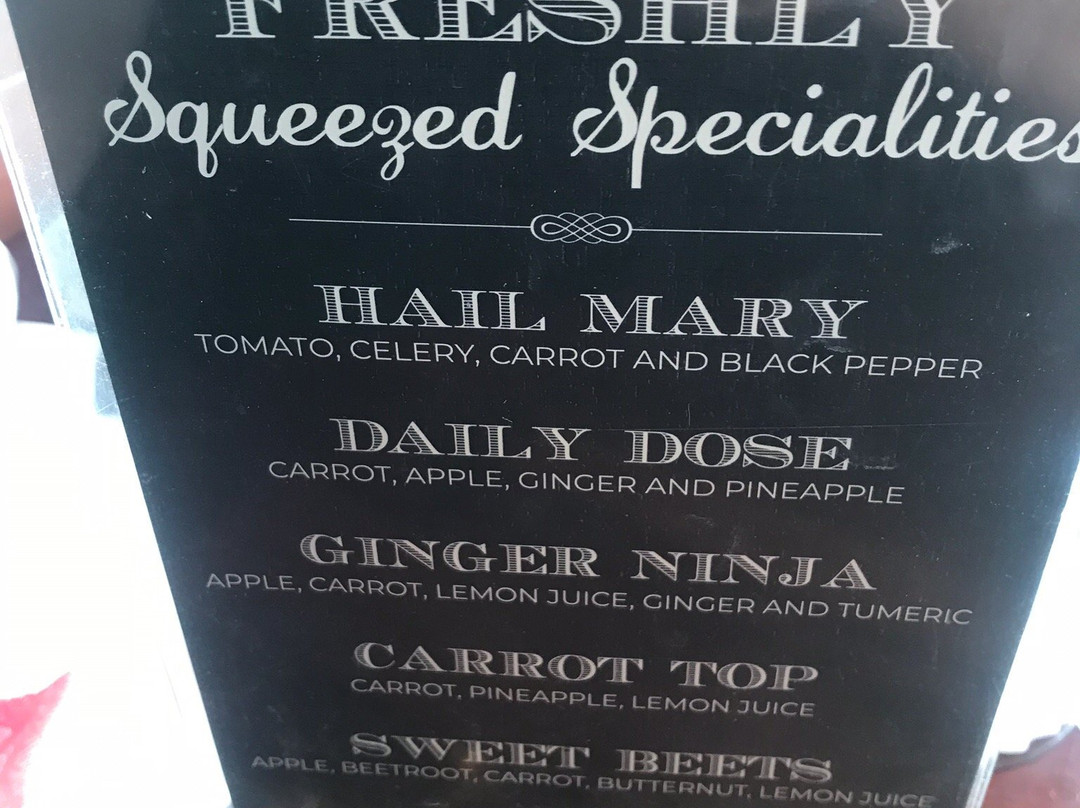 FRESHLY
Squeezed Specialities
HAIL MARY
TOMATO, CELERY, CARROT AND BLACK PEPPER
DAILY DOSE
CARROT, APPLE, GINGER AND PINEAPPLE
GINGER NINJA
APPLE, CARROT, LEMON JUICE, GINGER AND TUMERIC
CARROT TOP
CARROT, PINEAPPLE, LEMON JUICE
SWEET BEETS
APPLE, BEETROOT, CARROT, BUTTERNUT, LEMON JUICE